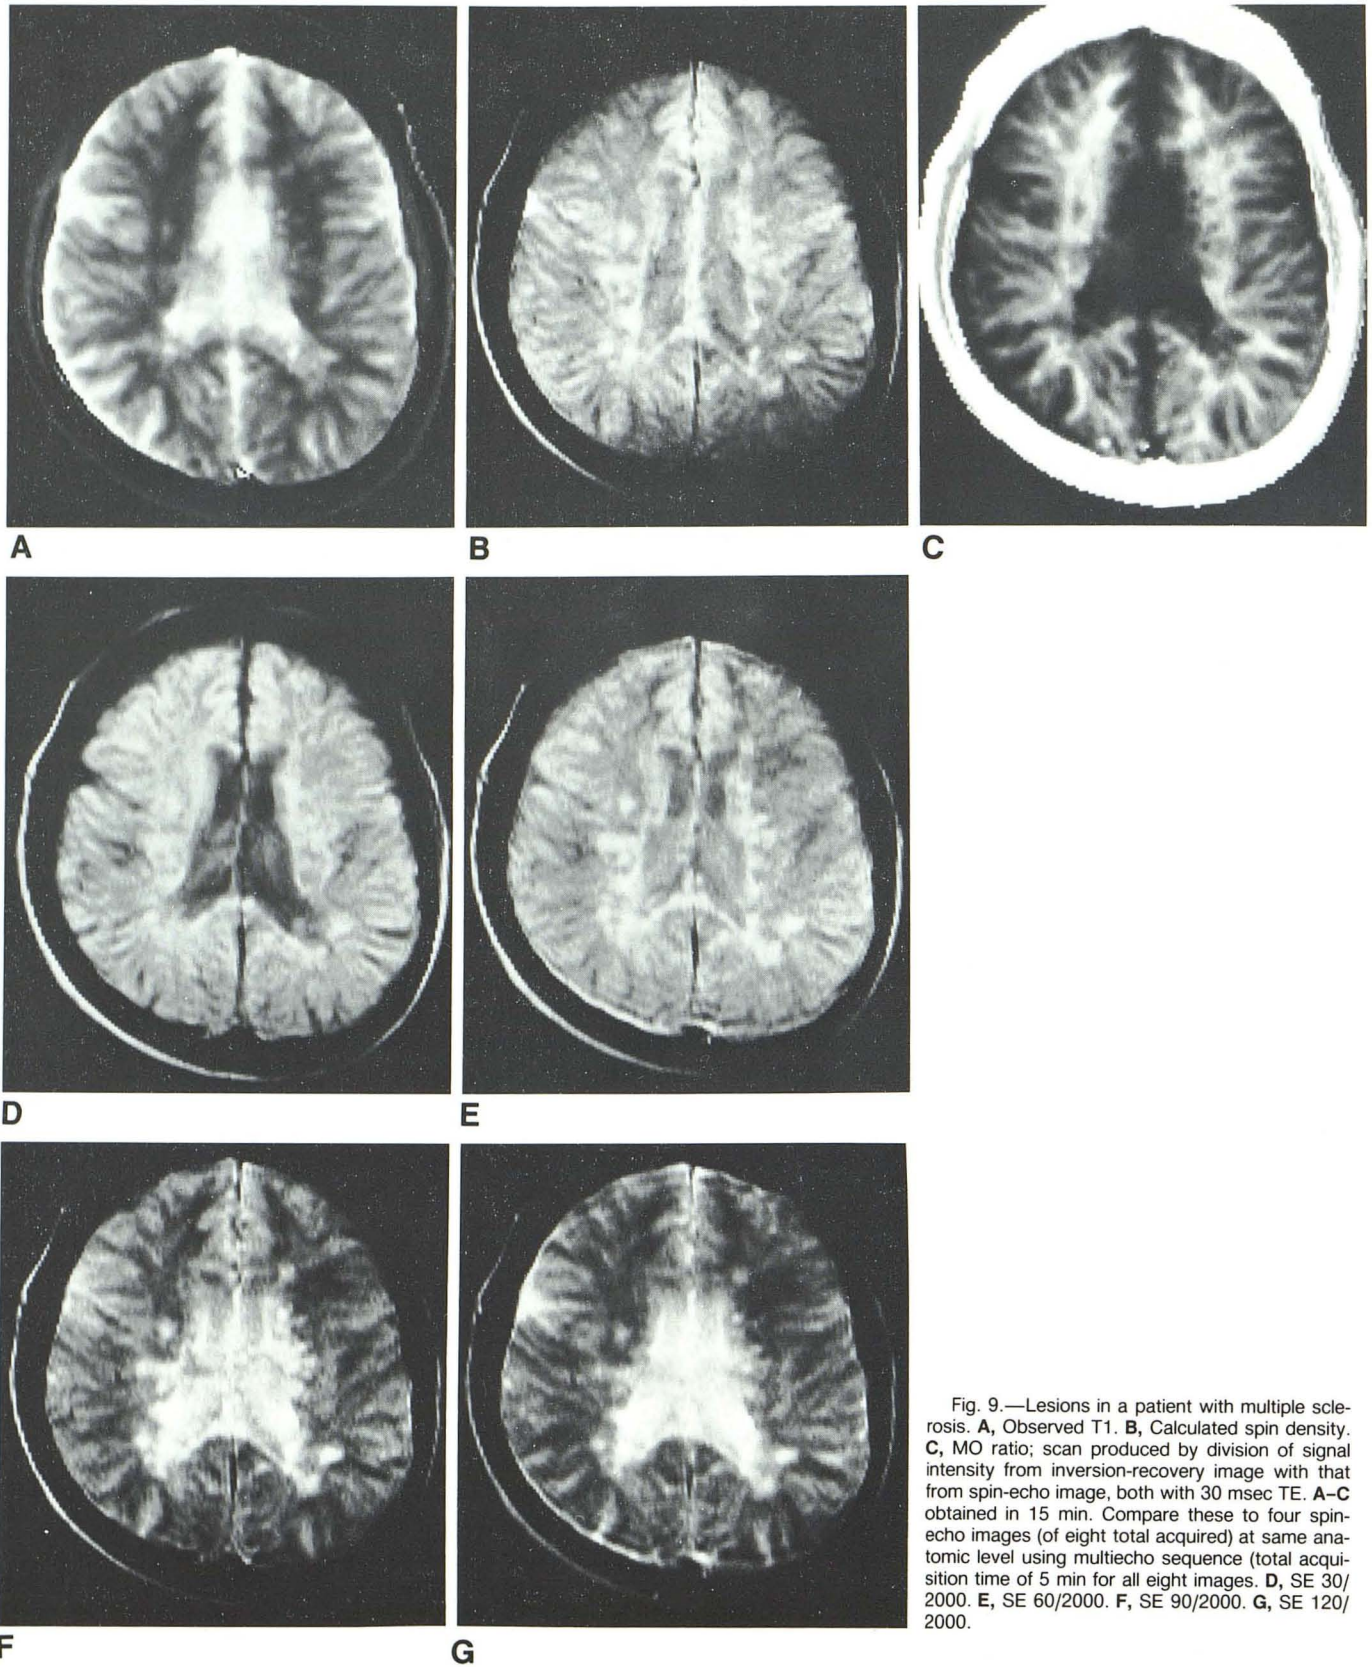 A
B
C
D
E
F
G
Fig. 9.—Lesions in a patient with multiple scle-
rosis. A, Observed T1. B, Calculated spin density.
C, MO ratio; scan produced by division of signal
intensity from inversion-recovery image with that
from spin-echo image, both with 30 msec TE. A–C
obtained in 15 min. Compare these to four spin-
echo images (of eight total acquired) at same ana-
tomic level using multiecho sequence (total acqui-
sition time of 5 min for all eight images. D, SE 30/
2000. E, SE 60/2000. F, SE 90/2000. G, SE 120/
2000.